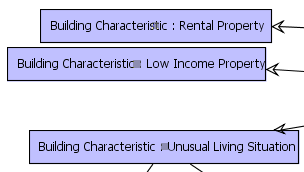 Building Characteristic : Rental Property
Building Characteristic : Low Income Property
Building Characteristic : Unusual Living Situation